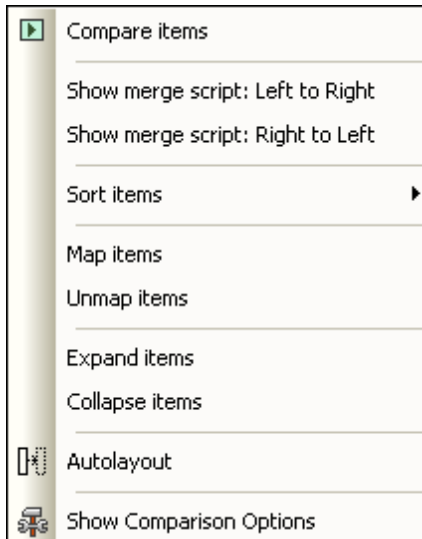 Compare items
Show merge script: Left to Right
Show merge script: Right to Left
Sort items
Map items
Unmap items
Expand items
Collapse items
Autolayout
Show Comparison Options